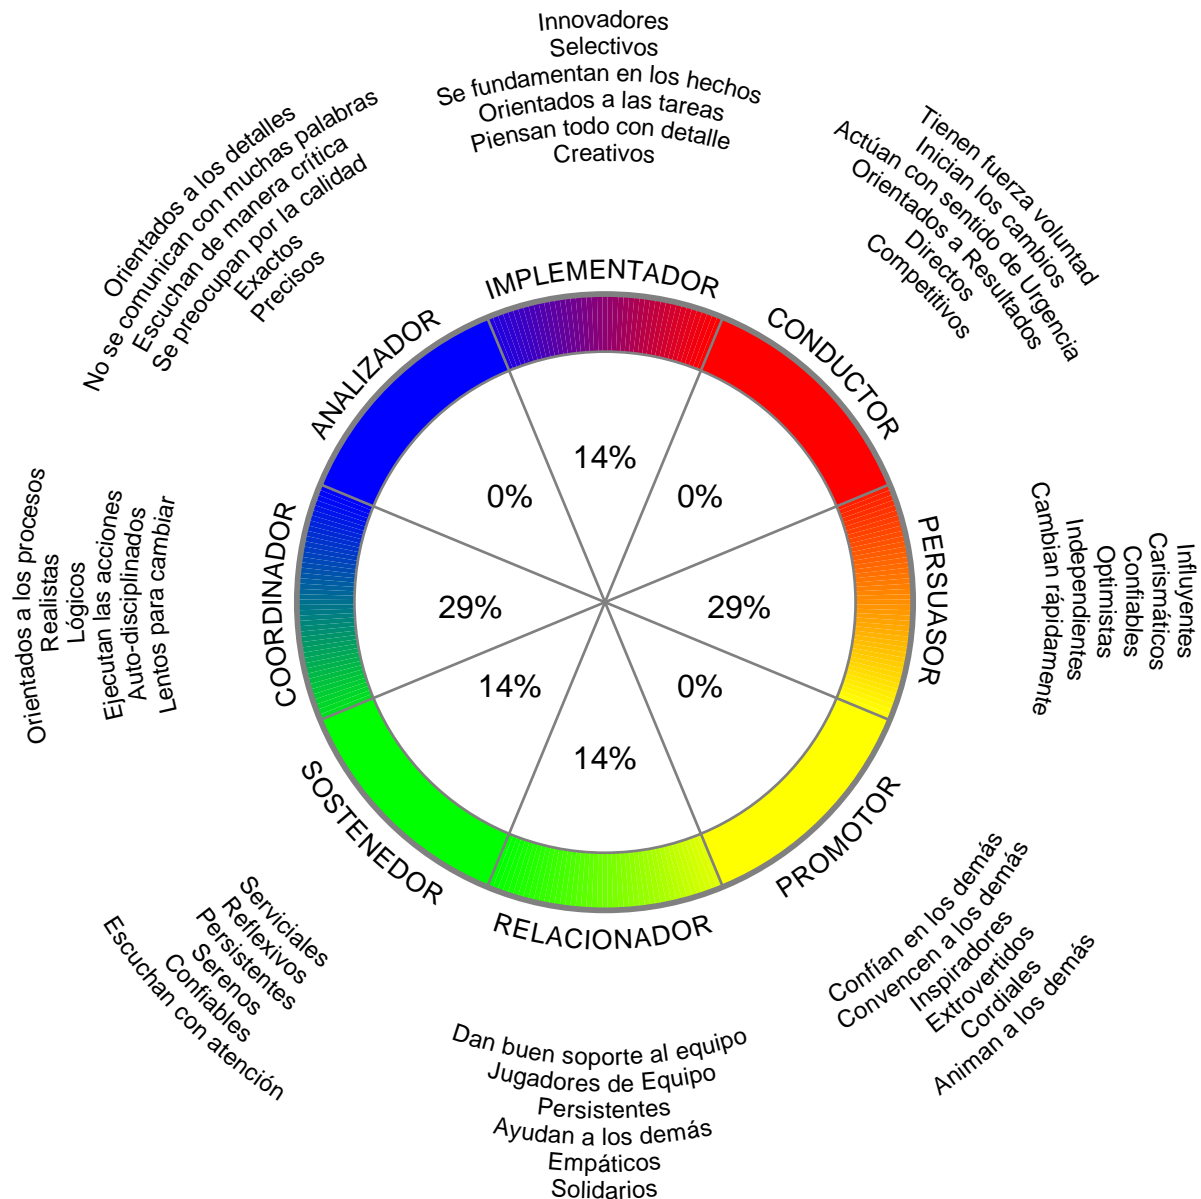 Innovadores
Selectivos
Se fundamentan en los hechos
Orientados a las tareas
Piensan todo con detalle
Creativos
Tienen fuerza voluntad
Inician los cambios
Actúan con sentido de Urgencia
Orientados a Resultados
Directos
Competitivos
Orientados a los detalles
No se comunican con muchas palabras
Escuchan de manera crítica
Se preocupan por la calidad
Exactos
Precisos
IMPLEMENTADOR
CONDUCTOR
ANALIZADOR
14%
0%
0%
Orientados a los procesos
Realistas
Lógicos
Ejecutan las acciones
Auto-disciplinados
Lentos para cambiar
COORDINADOR
29%
29%
PERSUASOR
Influyentes
Carismáticos
Confiables
Optimistas
Independientes
Cambian rápidamente
14%
0%
14%
SOSTENEDOR
RELACIONADOR
PROMOTOR
Serviciales
Reflexivos
Persistentes
Serenos
Confiables
Escuchan con atención
Confían en los demás
Convencen a los demás
Inspiradores
Extrovertidos
Cordiales
Animan a los demás
Dan buen soporte al equipo
Jugadores de Equipo
Persistentes
Ayudan a los demás
Empáticos
Solidarios